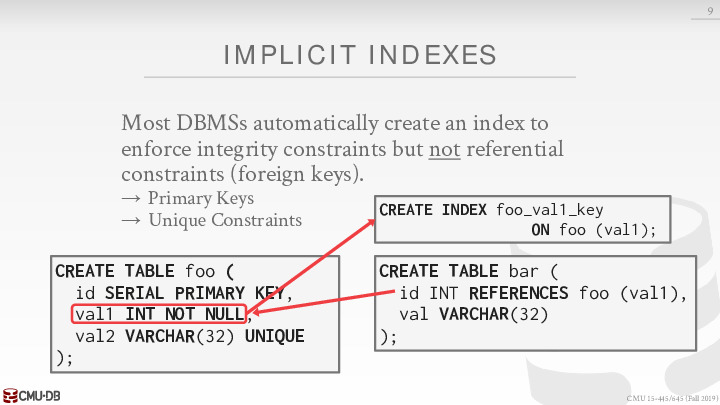 9
IMPLICIT INDEXES
Most DBMSs automatically create an index to
enforce integrity constraints but not referential
constraints (foreign keys).
→ Primary Keys
→ Unique Constraints
CREATE INDEX foo_val1_key
ON foo (val1);
CREATE TABLE foo (
id SERIAL PRIMARY KEY,
val1 INT NOT NULL,
val2 VARCHAR(32) UNIQUE
);
CREATE TABLE bar (
id INT REFERENCES foo (val1),
val VARCHAR(32)
);
CMU·DB
CMU 15-445/645 (Fall 2019)